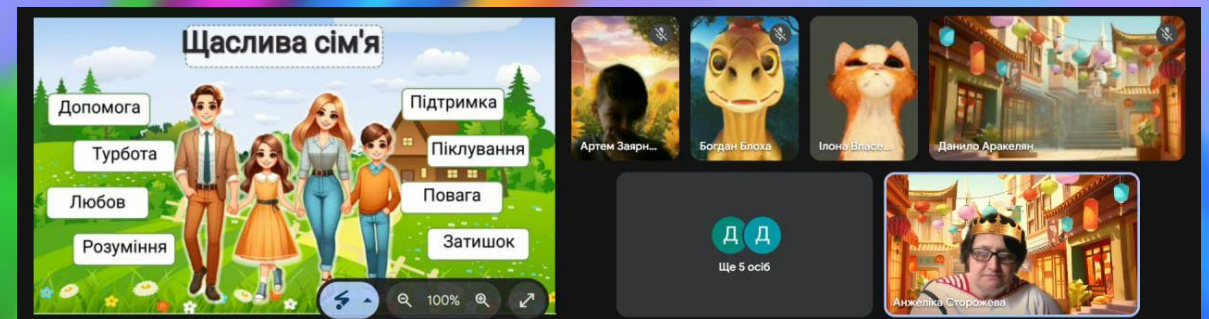 Щаслива сім'я
Допомога
Турбота
Любов
Розуміння
Підтримка
Піклування
Повага
Затишок
100%
Артем Заярн...
Богдан Блоха
Ілона Власе...
Данило Аракелян
Д Д
Ще 5 осіб
Анжеліка Сторожева